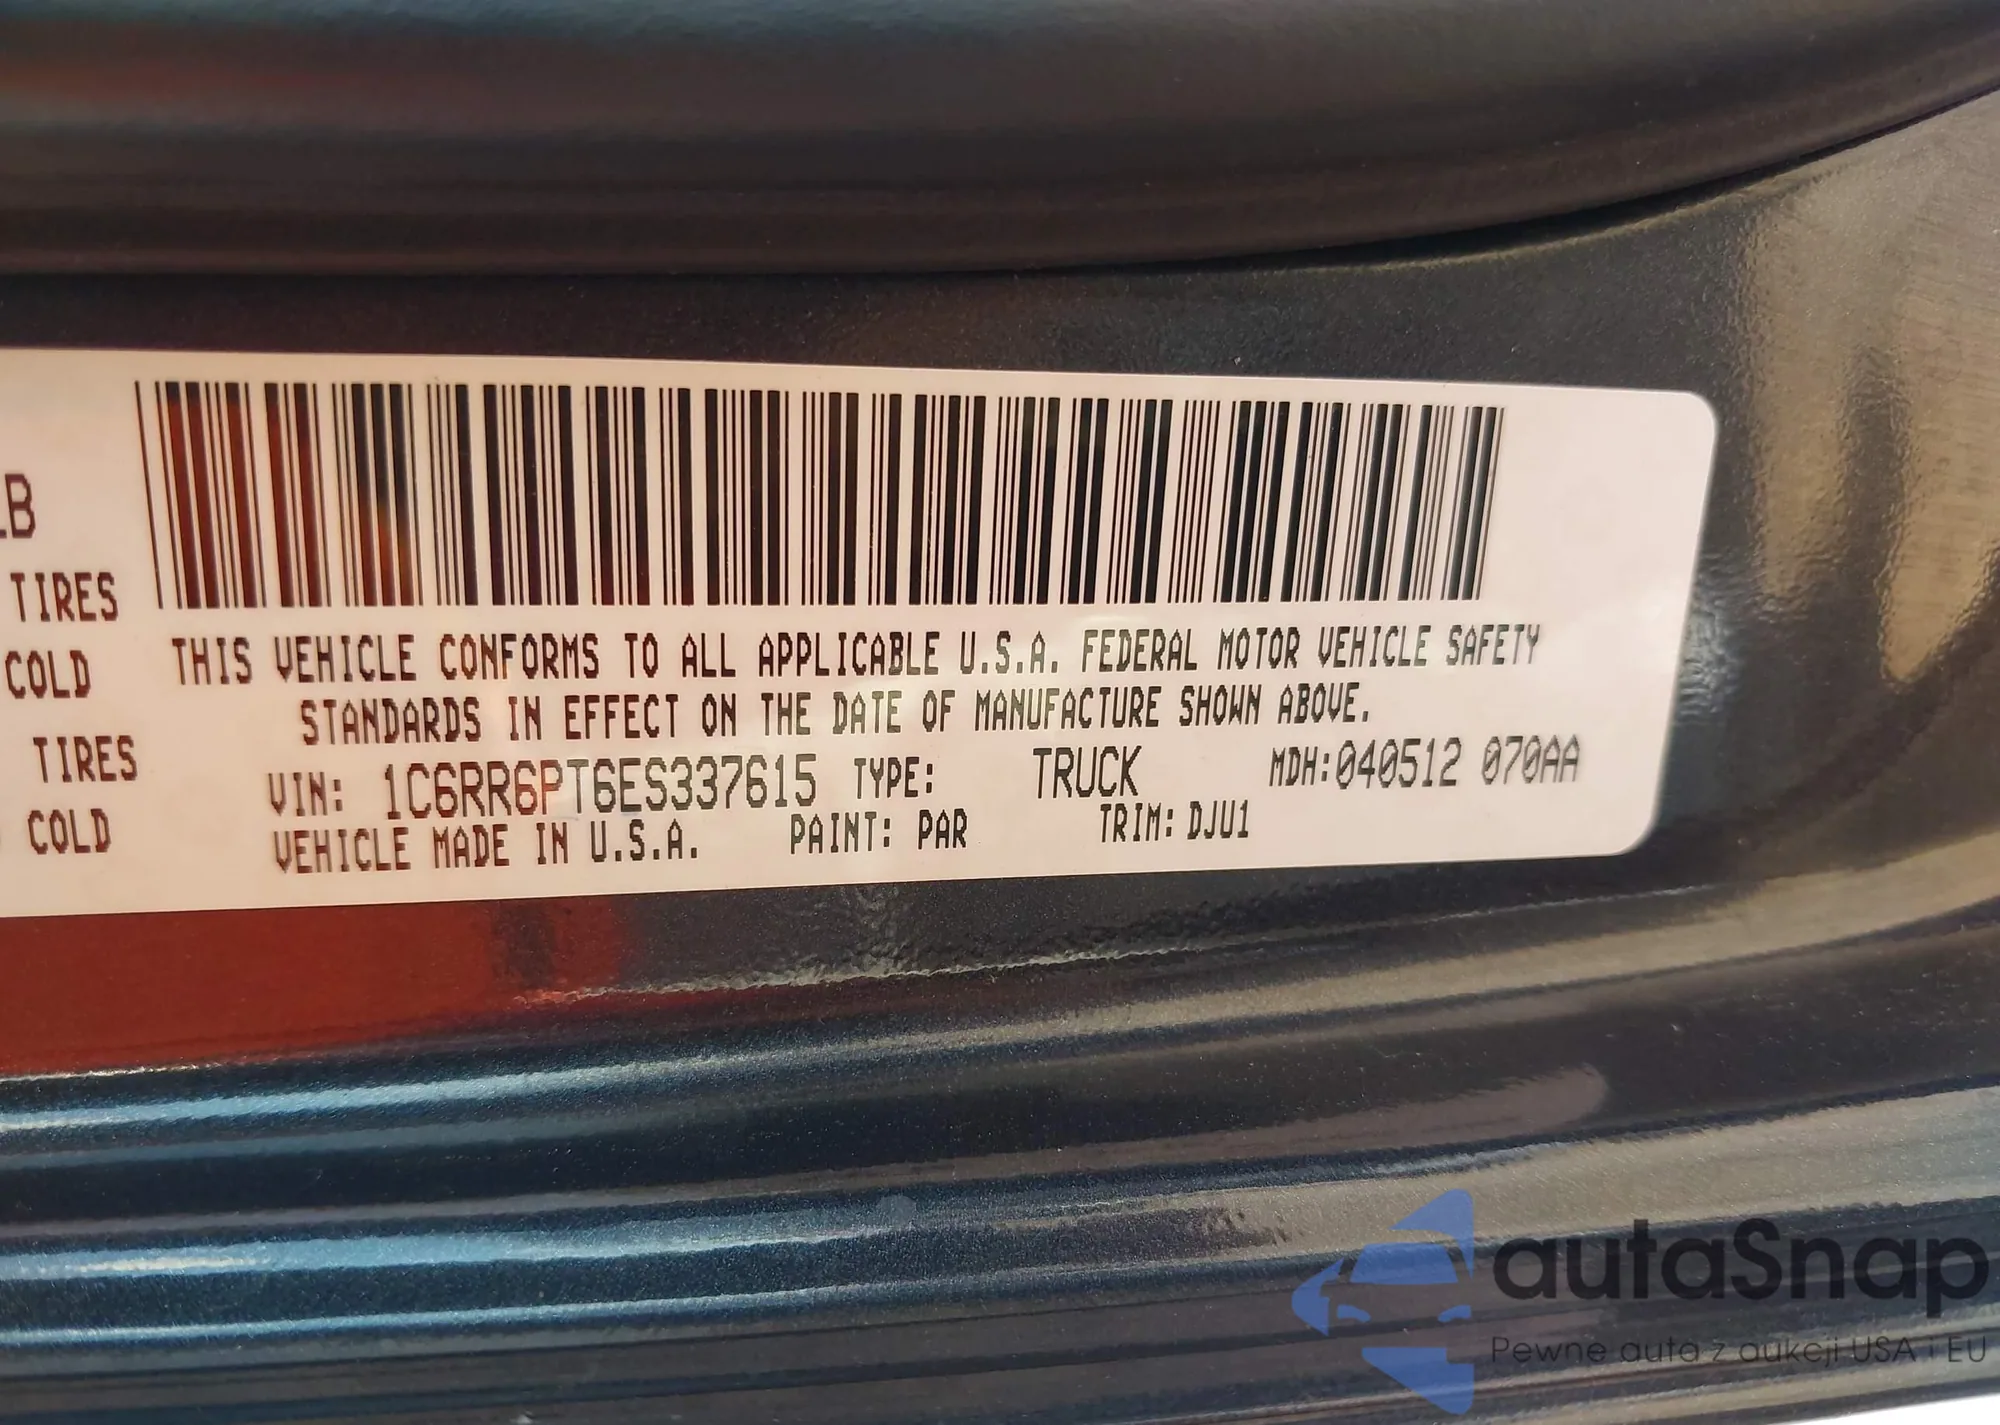 LB
TIRES
COLD
TIRES
COLD
THIS VEHICLE CONFORMS TO ALL APPLICABLE U.S.A. FEDERAL MOTOR VEHICLE SAFETY
STANDARDS IN EFFECT ON THE DATE OF MANUFACTURE SHOWN ABOVE.
VIN: 1C6RR6PT6ES337615 TYPE: TRUCK MDH:040512 070AA
VEHICLE MADE IN U.S.A. PAINT: PAR TRIM: DJU1
autaSnap
Pewne auta z aukcji USA i EU